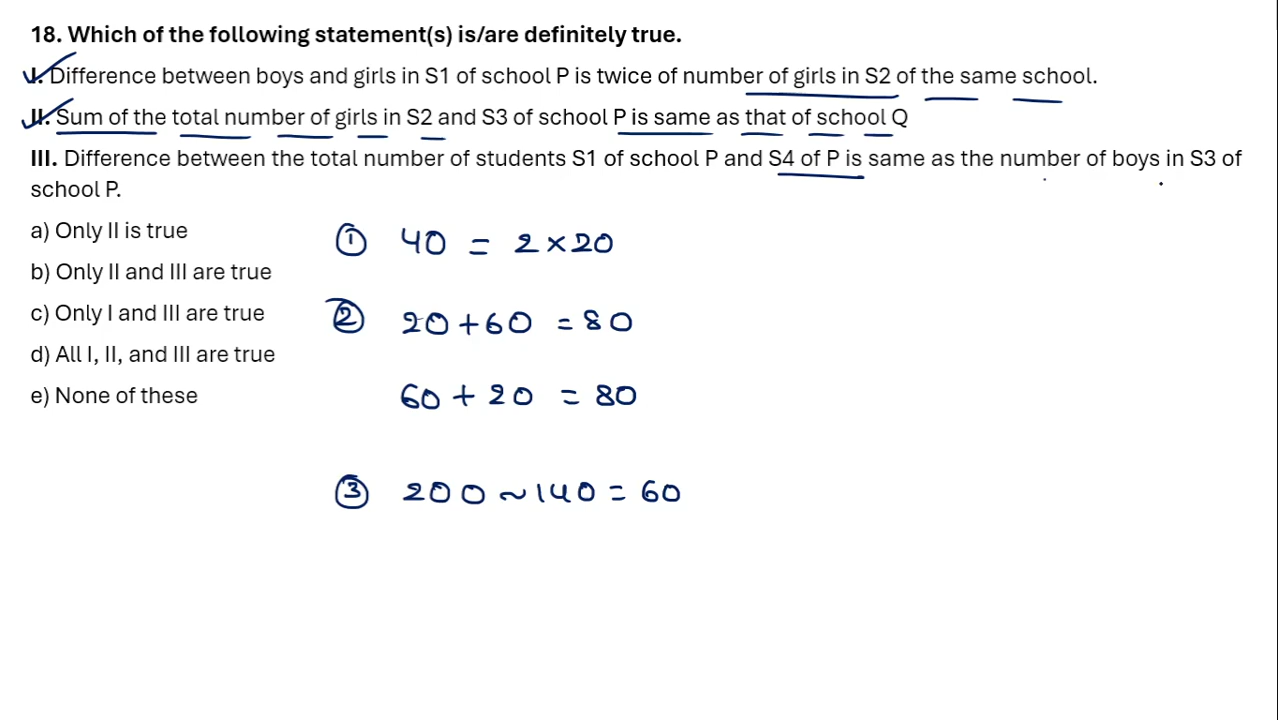 18. Which of the following statement(s) is/are definitely true.
I. Difference between boys and girls in S1 of school P is twice of number of girls in S2 of the same school.
II. Sum of the total number of girls in S2 and S3 of school P is same as that of school Q
III. Difference between the total number of students S1 of school P and S4 of P is same as the number of boys in S3 of
school P.
a) Only II is true
① 40 = 2 × 20
b) Only II and III are true
c) Only I and III are true
② 20 + 60 = 80
d) All I, II, and III are true
e) None of these
60 + 20 = 80
③ 200 ~ 140 = 60